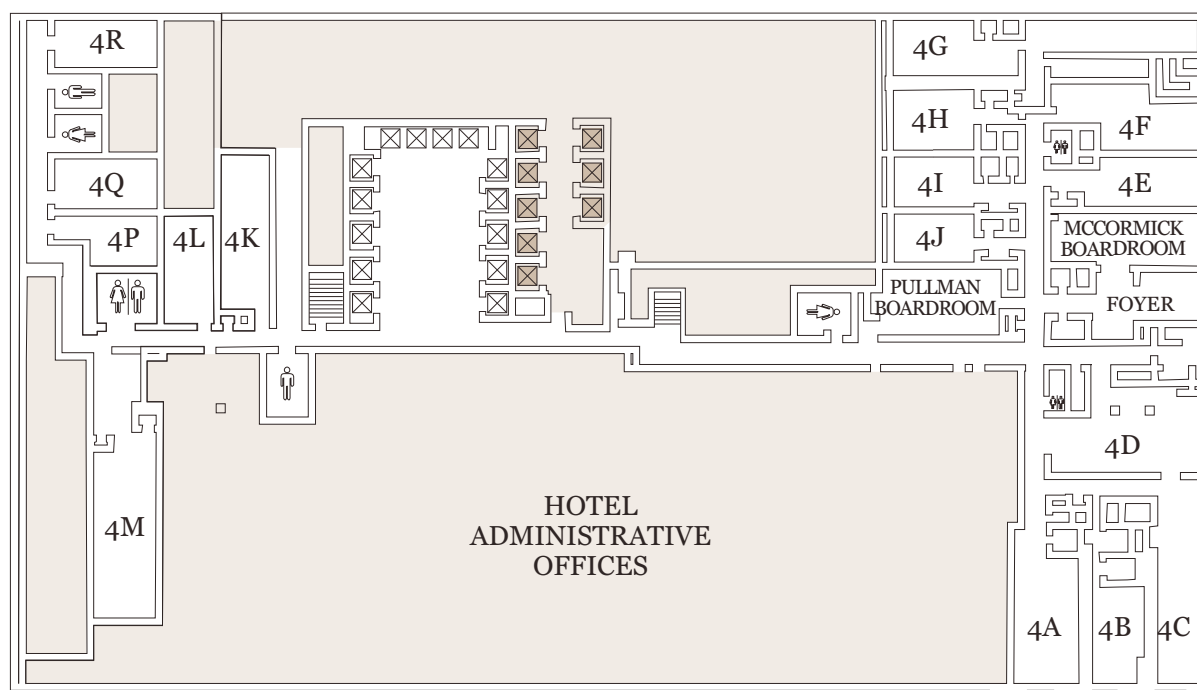 4R
4G
4H
4F
4Q
4I
4E
4P
4L
4K
4J
MCCORMICK
BOARDROOM
PULLMAN
BOARDROOM
FOYER
4D
4M
HOTEL
ADMINISTRATIVE
OFFICES
4A
4B
4C